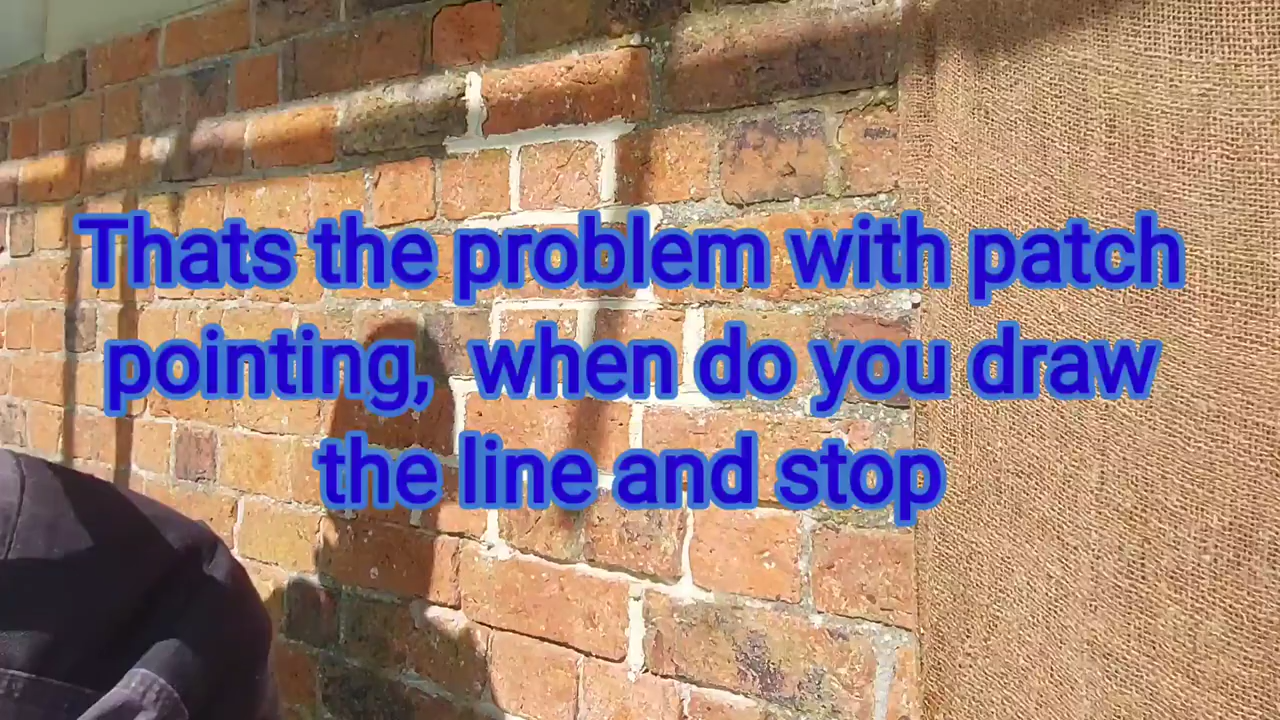 Thats the problem with patch
pointing, when do you draw
the line and stop